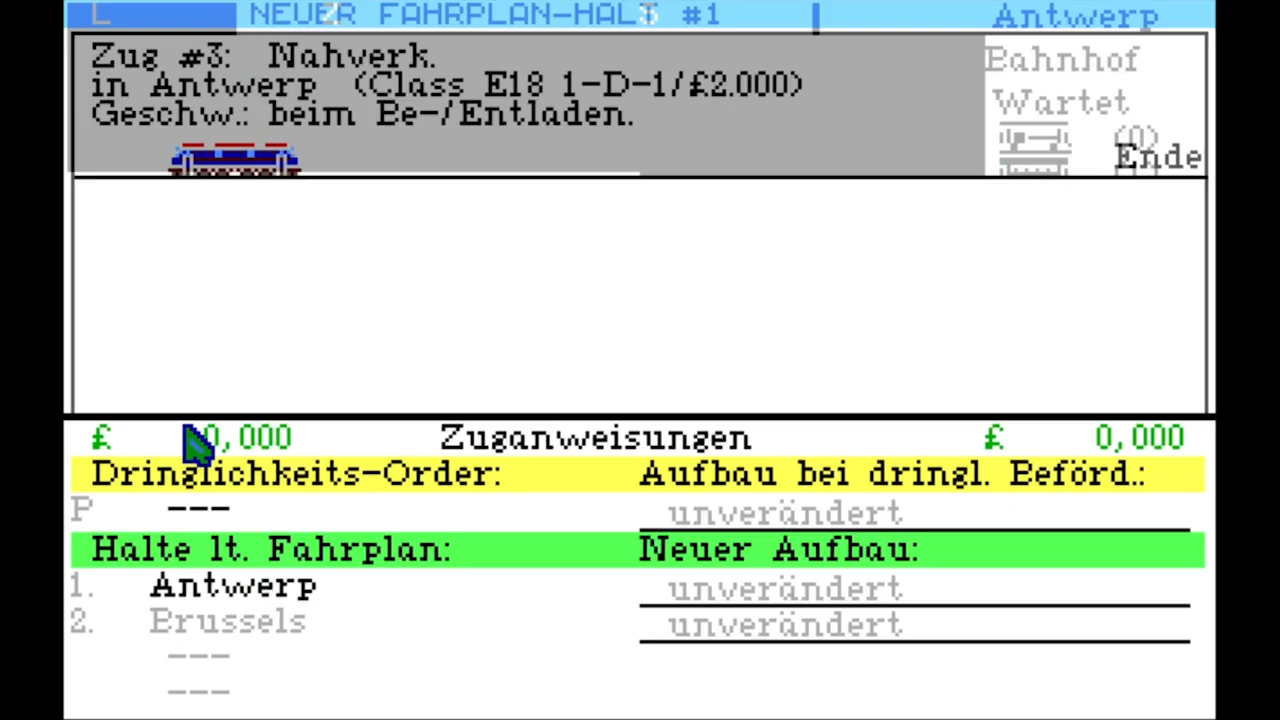 L NEUER FAHRPLAN-HALS #1 Antwerp
Zug #3: Nahverk.
in Antwerp (Class E18 1-D-1/£2.000)
Geschw.: beim Be-/Entladen.
Bahnhof
Wartet
(0)
Ende
£ 0,000 Zuganweisungen £ 0,000
Dringlichkeits-Order: Aufbau bei dringl. Beförd.:
P --- unverändert
Halte lt. Fahrplan: Neuer Aufbau:
1. Antwerp unverändert
2. Brussels unverändert
---
---